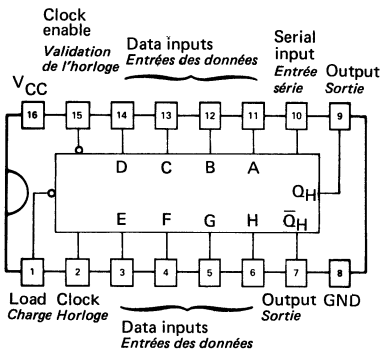 Clock
enable
Validation
de l'horloge
Data inputs
Entrées des données
Serial
input
Entrée
série
Output
Sortie
VCC
16 15 14 13 12 11 10 9
D C B A
QH
E F G H Q̅H
1 2 3 4 5 6 7 8
Load Clock
Charge Horloge
Data inputs
Entrées des données
Output GND
Sortie